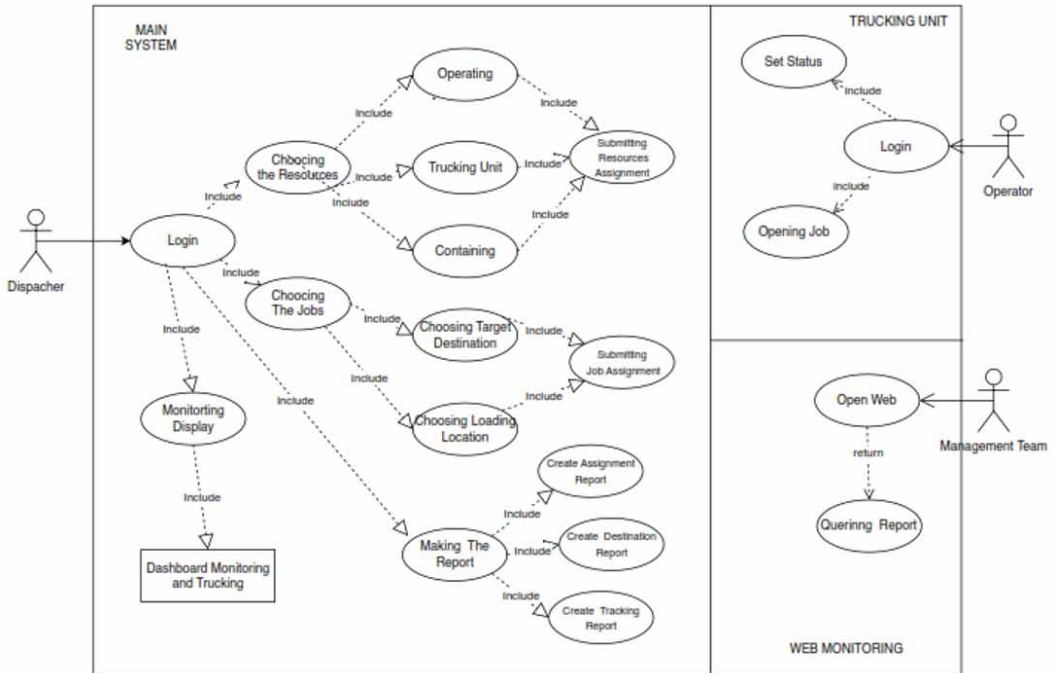 MAIN
SYSTEM
TRUCKING UNIT
Operating
Set Status
Include
Include
Include
Submitting
Resources
Assignment
Choocing
the Resources
Trucking Unit
Include
Login
Operator
Include
Include
include
Include
Login
Containing
Opening Job
Dispacher
Include
Choocing
The Jobs
Include
Choosing Target
Destination
Include
Include
Submitting
Job Assignment
Include
Include
Include
Monitorting
Display
Choosing Loading
Location
Open Web
Management Team
return
Create Assignment
Report
Include
Include
Making The
Report
Include
Create Destination
Report
Querinng Report
Dashboard Monitoring
and Trucking
Include
Create Tracking
Report
WEB MONITORING